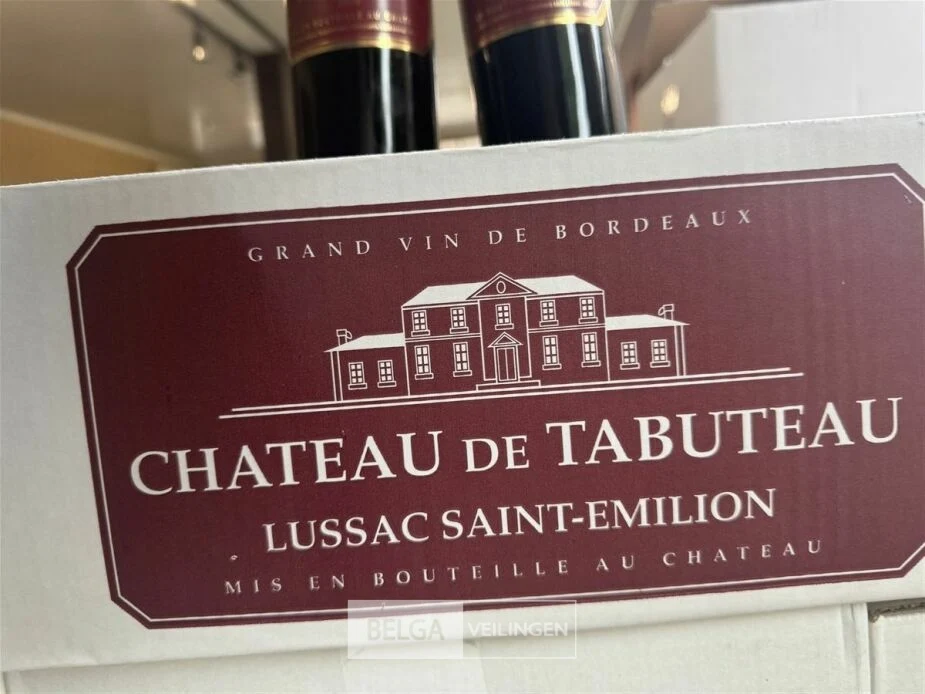 GRAND VIN DE BORDEAUX
CHATEAU DE TABUTEAU
LUSSAC SAINT-EMILION
MIS EN BOUTEILLE AU CHATEAU
BELGA VEILINGEN